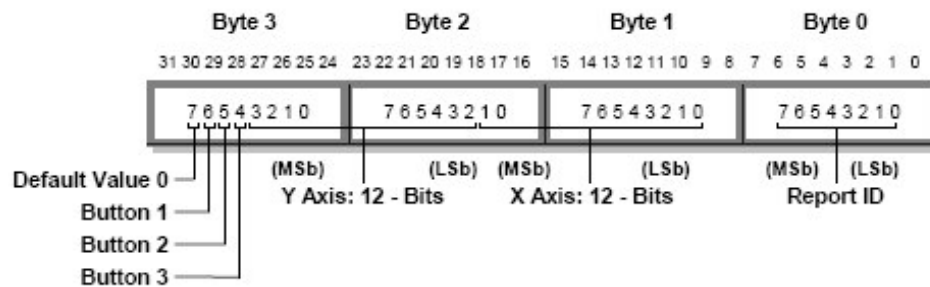 Byte 3 Byte 2 Byte 1 Byte 0
31 30 29 28 27 26 25 24 23 22 21 20 19 18 17 16 15 14 13 12 11 10 9 8 7 6 5 4 3 2 1 0
7 6 5 4 3 2 1 0 7 6 5 4 3 2 1 0 7 6 5 4 3 2 1 0 7 6 5 4 3 2 1 0
(MSb) (LSb) (MSb) (LSb) (MSb) (LSb)
Default Value 0 Y Axis: 12 - Bits X Axis: 12 - Bits Report ID
Button 1
Button 2
Button 3